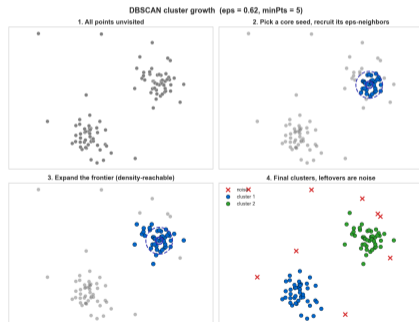 DBSCAN cluster growth (eps = 0.62, minPts = 5)
1. All points unvisited
2. Pick a core seed, recruit its eps-neighbors
3. Expand the frontier (density-reachable)
4. Final clusters, leftovers are noise
noise
cluster 1
cluster 2